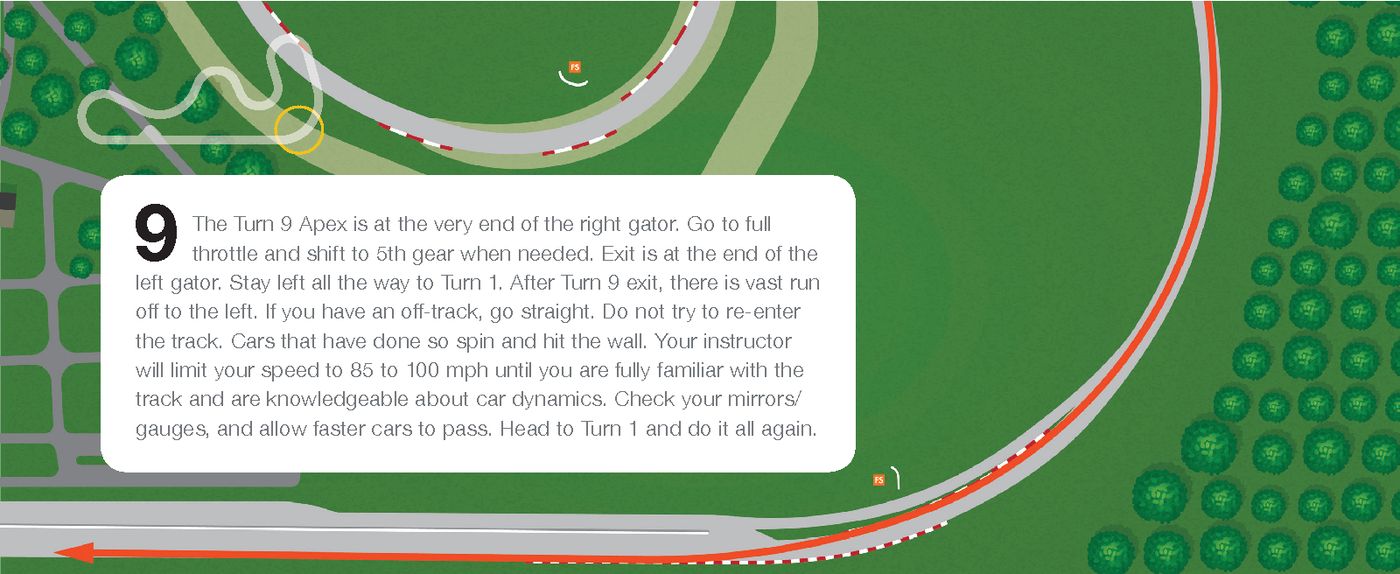 FS
9 The Turn 9 Apex is at the very end of the right gator. Go to full
throttle and shift to 5th gear when needed. Exit is at the end of the
left gator. Stay left all the way to Turn 1. After Turn 9 exit, there is vast run
off to the left. If you have an off-track, go straight. Do not try to re-enter
the track. Cars that have done so spin and hit the wall. Your instructor
will limit your speed to 85 to 100 mph until you are fully familiar with the
track and are knowledgeable about car dynamics. Check your mirrors/
gauges, and allow faster cars to pass. Head to Turn 1 and do it all again.
FS